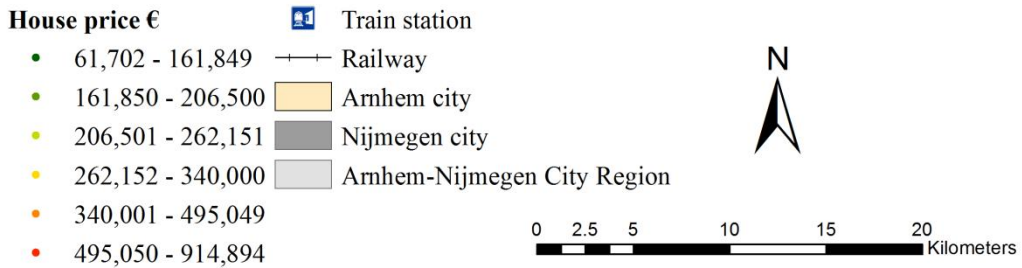 House price €
61,702 - 161,849
161,850 - 206,500
206,501 - 262,151
262,152 - 340,000
340,001 - 495,049
495,050 - 914,894
Train station
Railway
Arnhem city
Nijmegen city
Arnhem-Nijmegen City Region
N
0 2.5 5 10 15 20
Kilometers